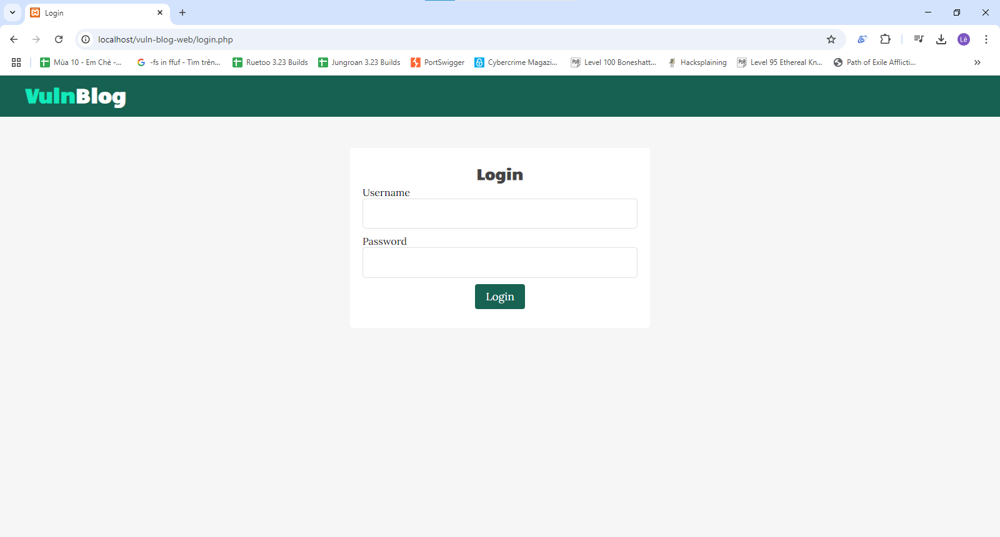 Login
localhost/vuln-blog-web/login.php
Mùa 10 - Em Chè -... -fs in ffuf - Tìm trên... Ruetoo 3.23 Builds Jungroan 3.23 Builds PortSwigger Cybercrime Magazi... PoB Level 100 Boneshatt... Hacksplaining PoB Level 95 Ethereal Kn... Path of Exile Afflicti...
Lê
VulnBlog
Login
Username
Password
Login